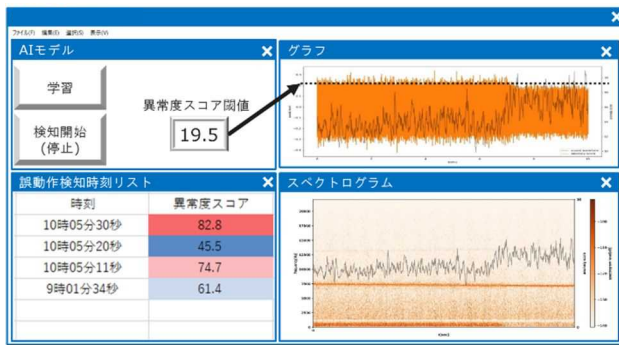 ファイル(F) 編集(E) 選択(S) 表示(V)
AIモデル
学習
検知開始
(停止)
異常度スコア閾値
19.5
グラフ
誤動作検知時刻リスト
時刻 異常度スコア
10時05分30秒 82.8
10時05分20秒 45.5
10時05分11秒 74.7
9時01分34秒 61.4
スペクトログラム